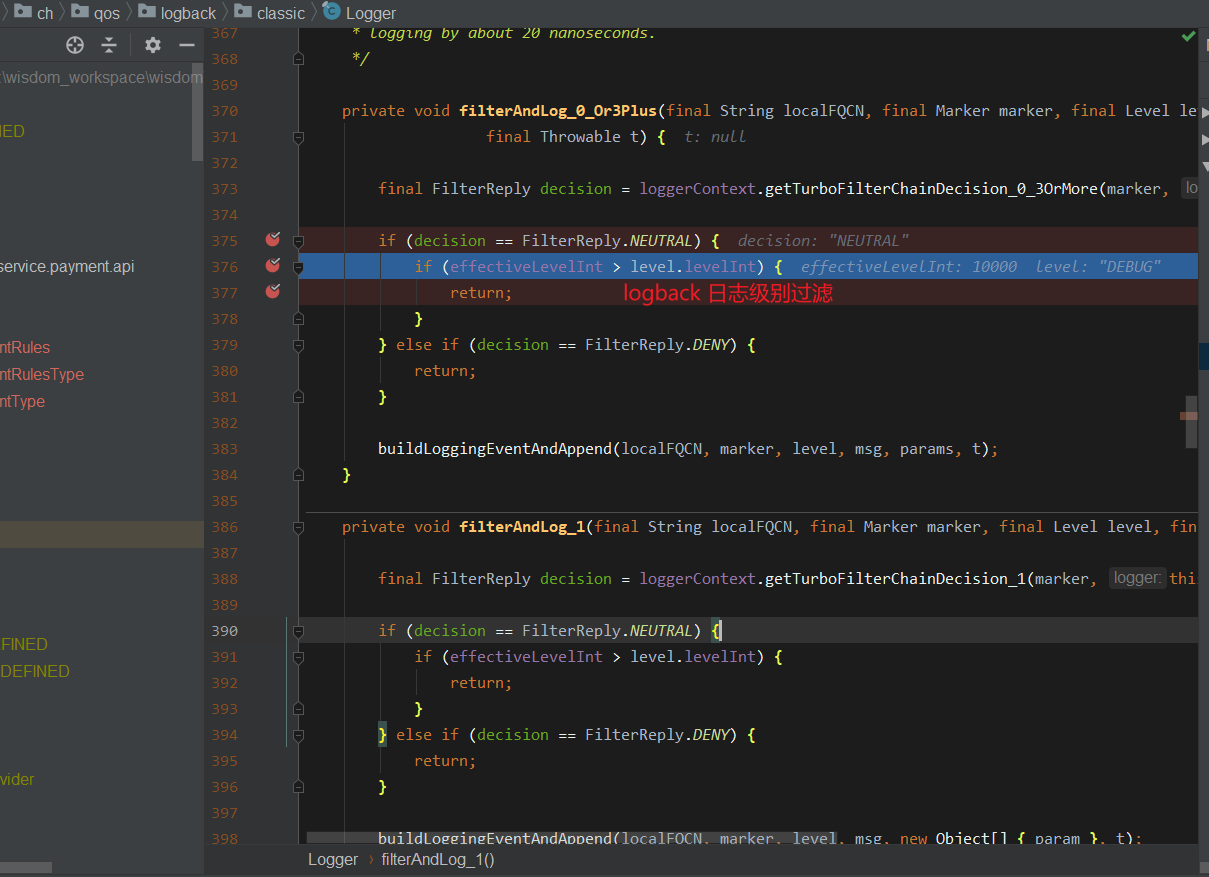 ch qos logback classic Logger
367 * logging by about 20 nanoseconds.
368 */
\wisdom_workspace\wisdom
369
370 private void filterAndLog_0_Or3Plus(final String localFQCN, final Marker marker, final Level le
NED
371 final Throwable t) { t: null
372
373 final FilterReply decision = loggerContext.getTurboFilterChainDecision_0_3OrMore(marker, lo
374
375 if (decision == FilterReply.NEUTRAL) { decision: "NEUTRAL"
service.payment.api
376 if (effectiveLevelInt > level.levelInt) { effectiveLevelInt: 10000 level: "DEBUG"
377 return; logback 日志级别过滤
378 }
ntRules
379 } else if (decision == FilterReply.DENY) {
ntRulesType
380 return;
ntType
381 }
382
383 buildLoggingEventAndAppend(localFQCN, marker, level, msg, params, t);
384 }
385
386 private void filterAndLog_1(final String localFQCN, final Marker marker, final Level level, fin
387
388 final FilterReply decision = loggerContext.getTurboFilterChainDecision_1(marker, logger: thi
389
390 if (decision == FilterReply.NEUTRAL) {
FINED
391 if (effectiveLevelInt > level.levelInt) {
DEFINED
392 return;
393 }
394 } else if (decision == FilterReply.DENY) {
395 return;
vider
396 }
397
398 buildLoggingEventAndAppend(localFQCN, marker, level, msg, new Object[] { param }, t);
Logger filterAndLog_1()